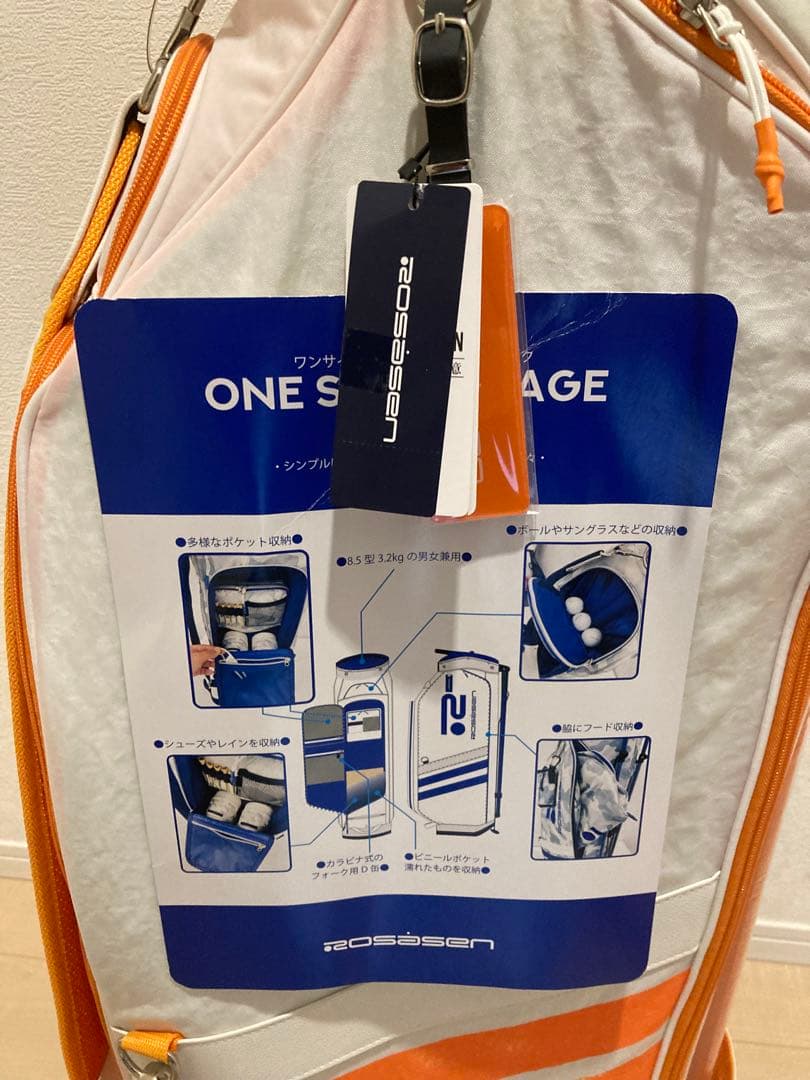 ROSASEN
ワンサイ
ONE S AGE
・シンプル
●多様なポケット収納●
●8.5型 3.2kgの男女兼用●
●ボールやサングラスなどの収納●
●シューズやレインを収納●
●脇にフード収納●
●カラビナ式の
フォーク用D缶●
●ビニールポケット
濡れたものを収納●
ROSASEN